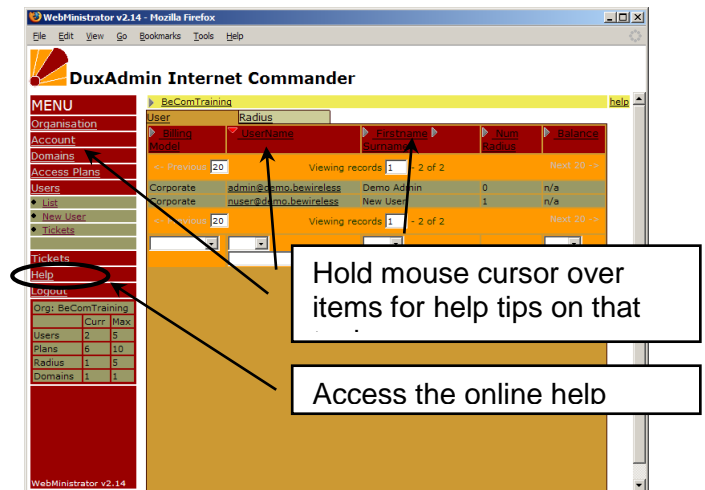 WebMinistrator v2.14 - Mozilla Firefox
File Edit View Go Bookmarks Tools Help
DuxAdmin Internet Commander
MENU
Organisation
Account
Domains
Access Plans
Users
List
New User
Tickets
Tickets
Help
Logout
Org: BeComTraining
Curr Max
Users 2 5
Plans 6 10
Radius 1 5
Domains 1 1
WebMinistrator v2.14
BeComTraining help
User Radius
Billing Model UserName Firstname Surname Num Radius Balance
<- Previous 20 Viewing records 1 - 2 of 2 Next 20 ->
Corporate admin@demo.bewireless Demo Admin 0 n/a
Corporate nuser@demo.bewireless New User 1 n/a
<- Previous 20 Viewing records 1 - 2 of 2 Next 20 ->
Hold mouse cursor over
items for help tips on that
Access the online help